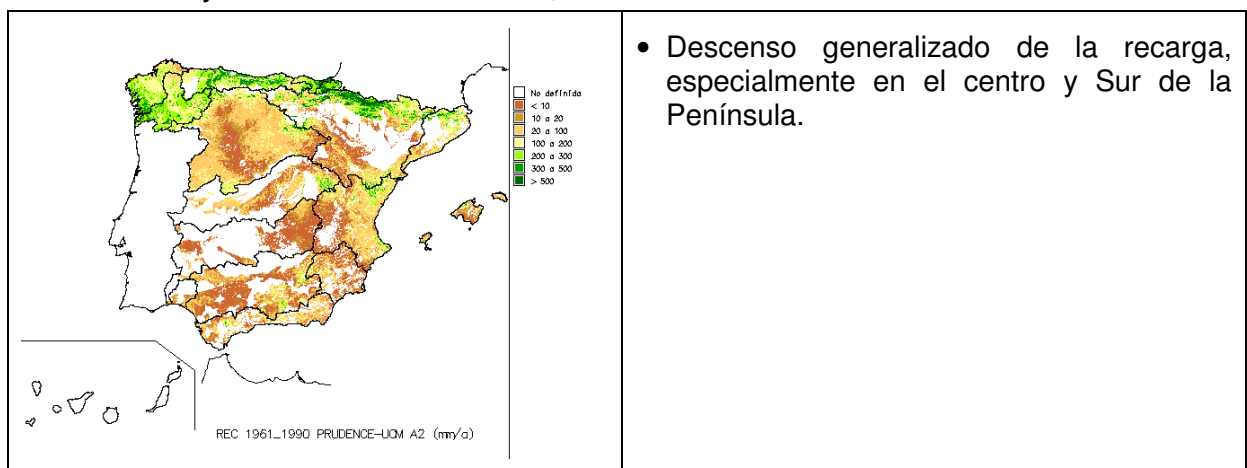 No definido
< 10
10 a 20
20 a 100
100 a 200
200 a 300
300 a 500
> 500
REC 1961_1990 PRUDENCE-UCM A2 (mm/a)
• Descenso generalizado de la recarga,
especialmente en el centro y Sur de la
Península.